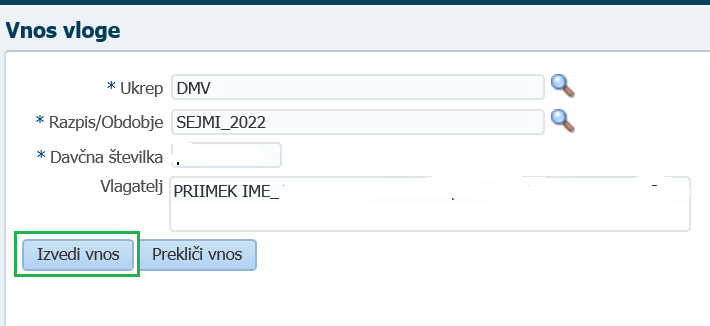 Vnos vloge
* Ukrep DMV
* Razpis/Obdobje SEJMI_2022
* Davčna številka
Vlagatelj PRIIMEK IME_
Izvedi vnos Prekliči vnos